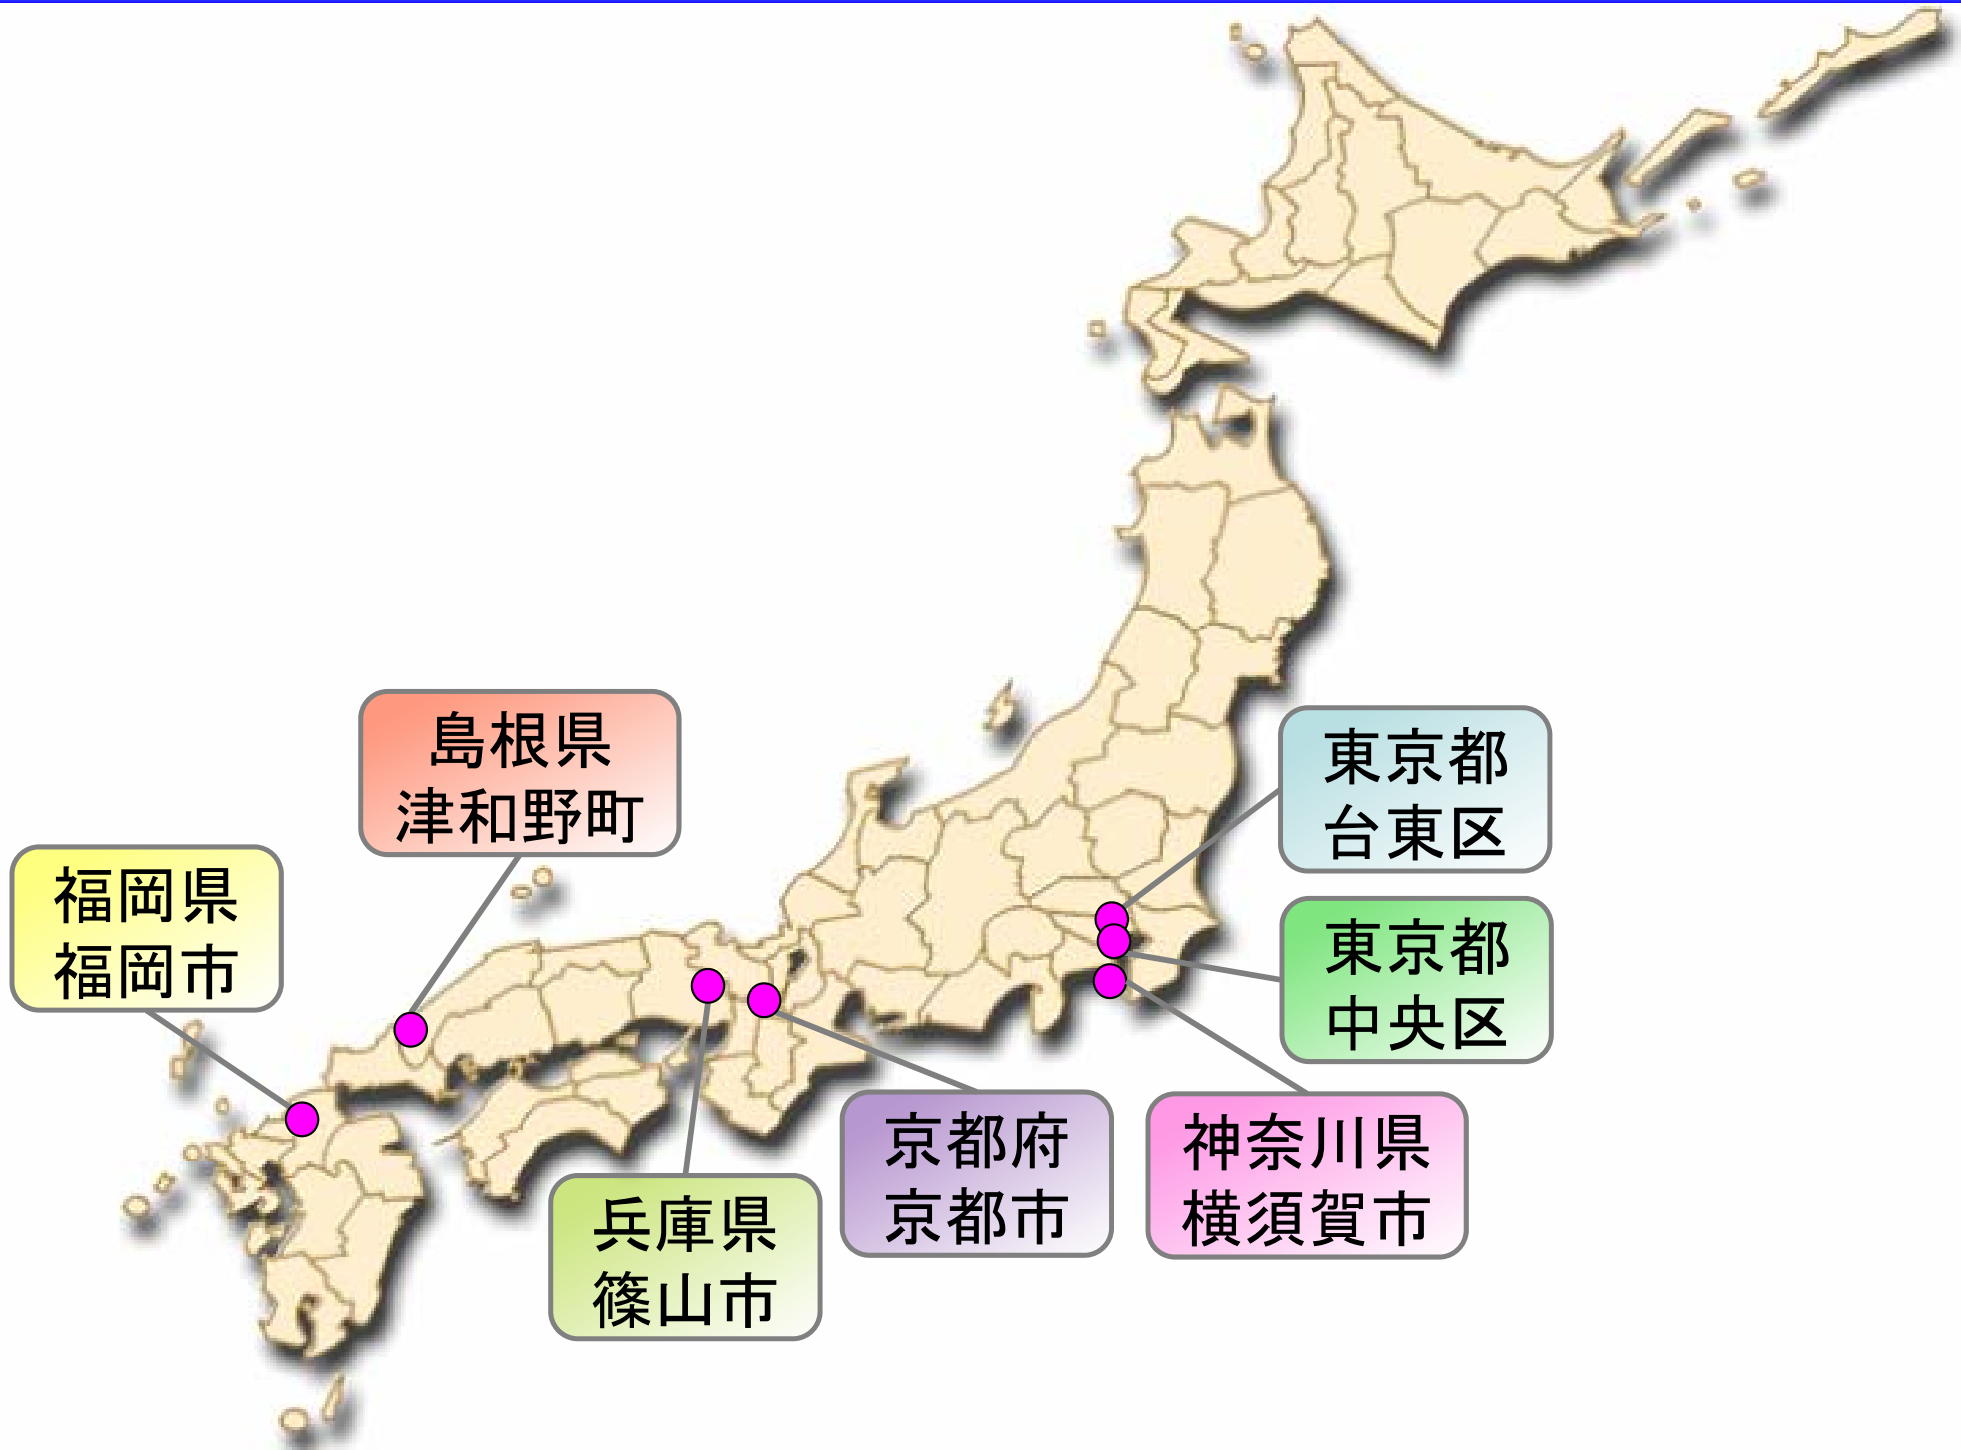 島根県
津和野町
東京都
台東区
福岡県
福岡市
東京都
中央区
京都府
京都市
神奈川県
横須賀市
兵庫県
篠山市